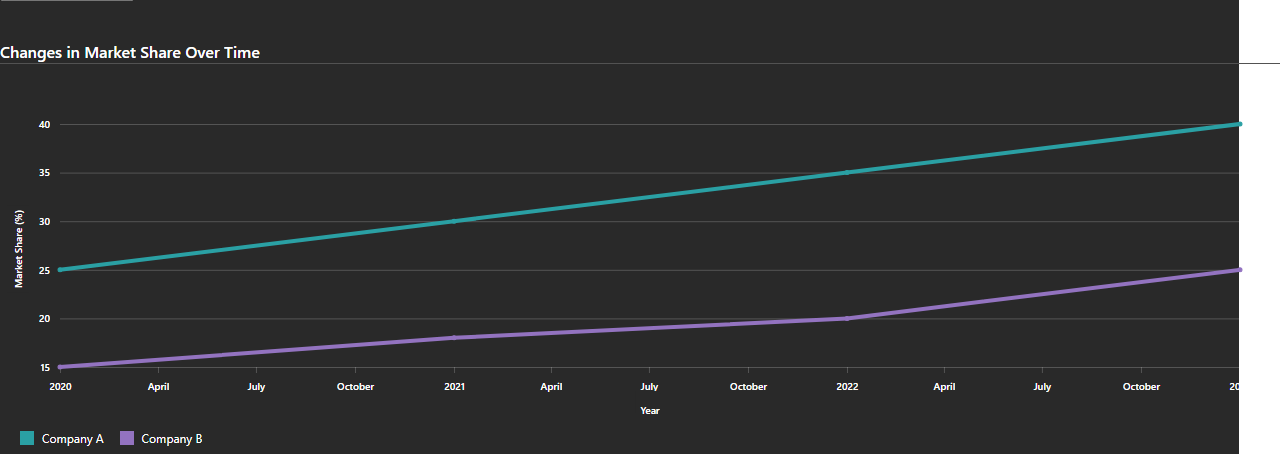 Changes in Market Share Over Time
40
35
30
25
20
15
Market Share (%)
2020 April July October 2021 April July October 2022 April July October 20
Year
Company A Company B